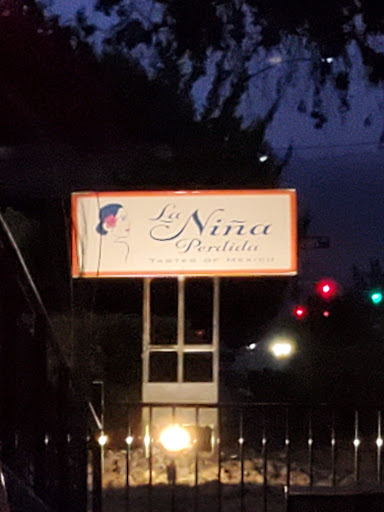 La
Niña
Perdida
TASTES OF MEXICO